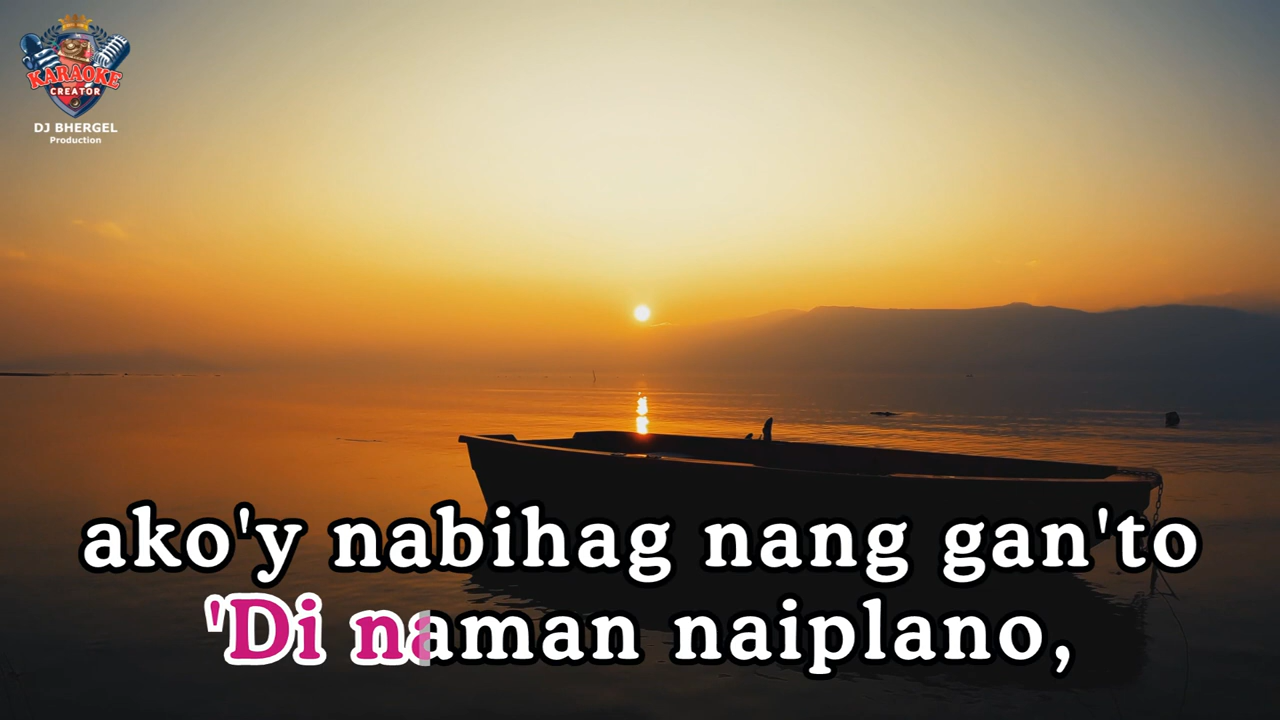 KARAOKE
CREATOR
DJ BHERGEL
Production
ako'y nabihag nang gan'to
'Di naman naiplano,